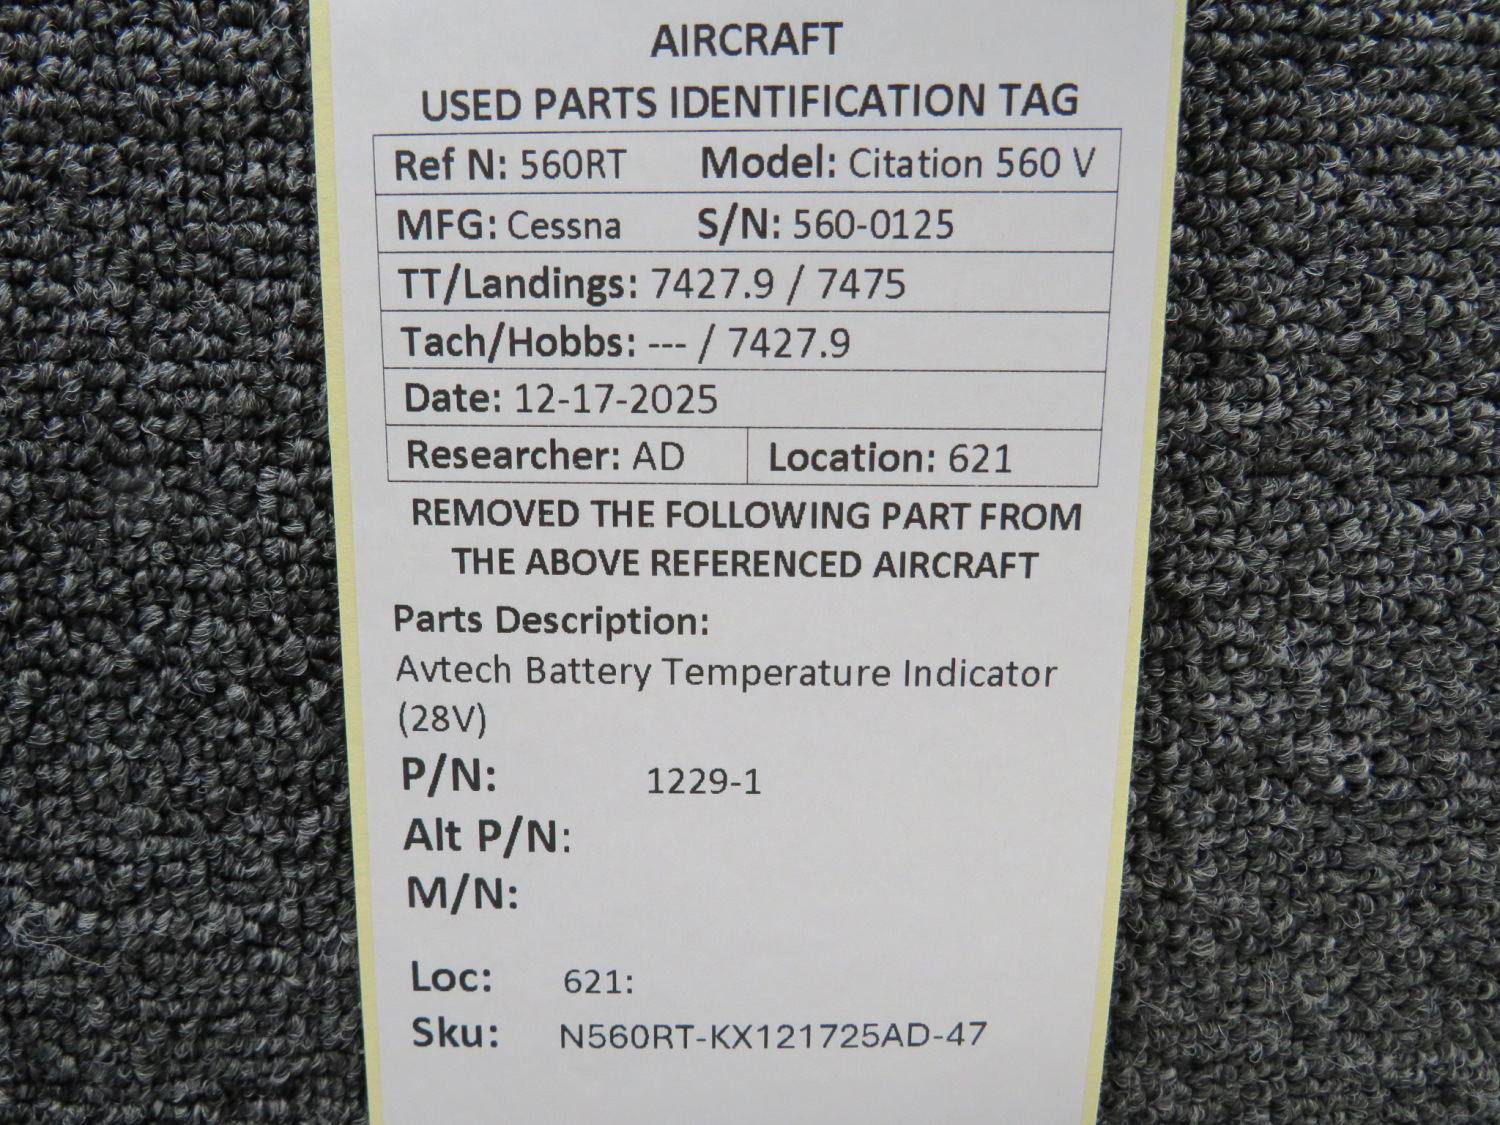 AIRCRAFT
USED PARTS IDENTIFICATION TAG
Ref N: 560RT Model: Citation 560 V
MFG: Cessna S/N: 560-0125
TT/Landings: 7427.9 / 7475
Tach/Hobbs: --- / 7427.9
Date: 12-17-2025
Researcher: AD Location: 621
REMOVED THE FOLLOWING PART FROM
THE ABOVE REFERENCED AIRCRAFT
Parts Description:
Avtech Battery Temperature Indicator
(28V)
P/N: 1229-1
Alt P/N:
M/N:
Loc: 621:
Sku: N560RT-KX121725AD-47